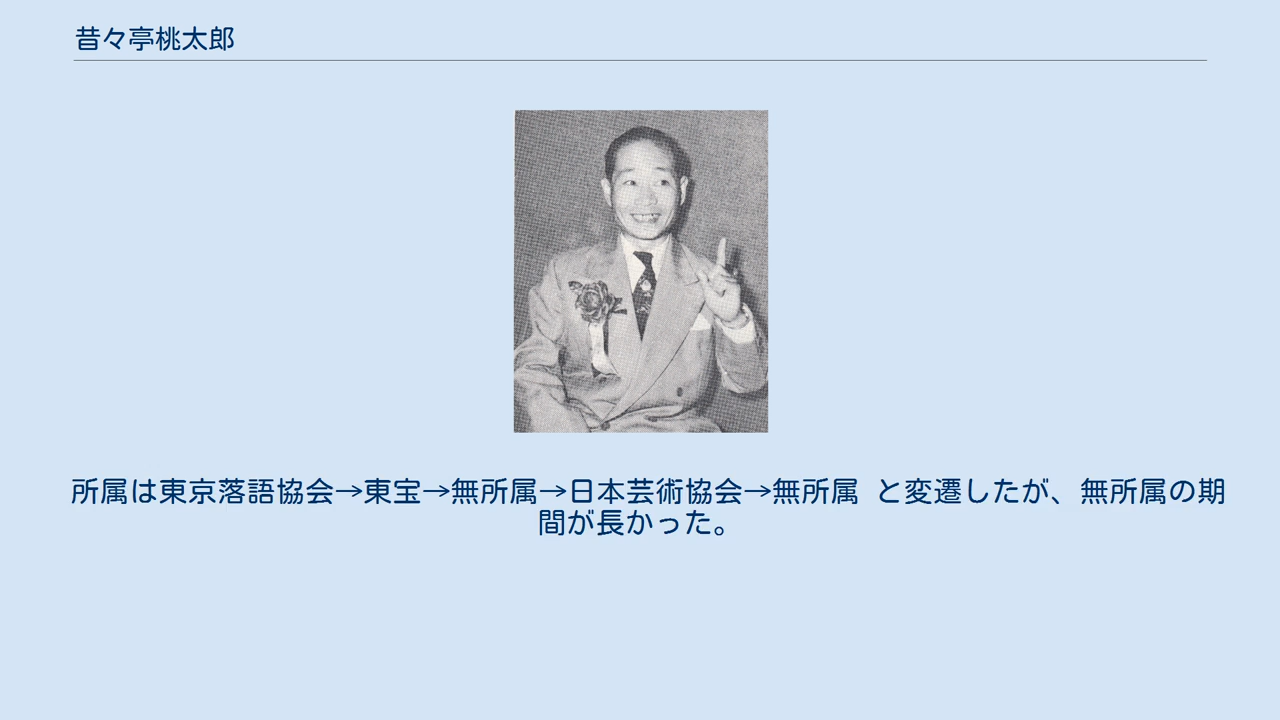 昔々亭桃太郎
所属は東京落語協会→東宝→無所属→日本芸術協会→無所属  と変遷したが、無所属の期
間が長かった。